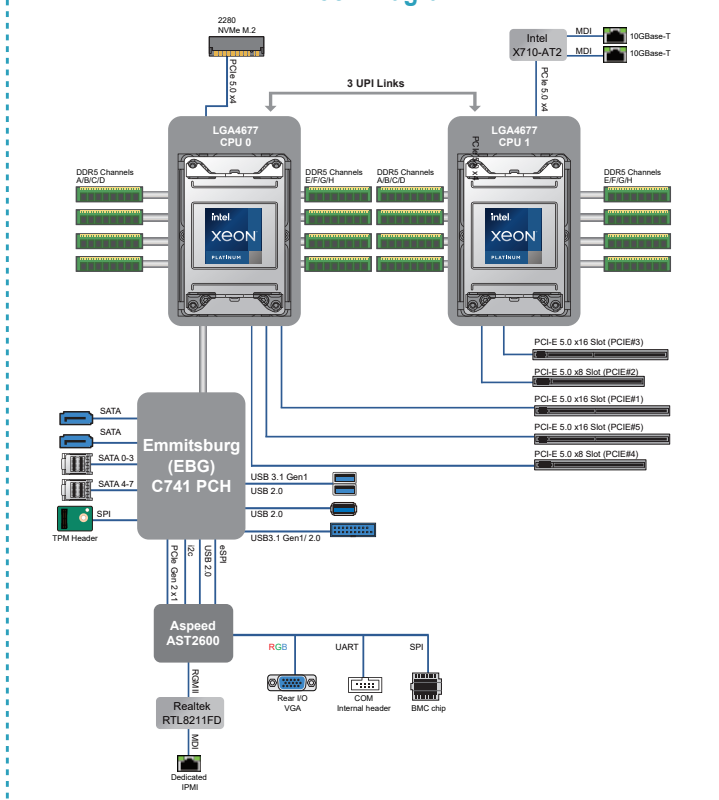 2280
NVMe M.2
PCIe 5.0 x4
3 UPI Links
Intel
X710-AT2
MDI
10GBase-T
MDI
10GBase-T
PCIe 5.0 x4
LGA4677
CPU 0
LGA4677
CPU 1
PCIe 5.0 x4
DDR5 Channels
A/B/C/D
DDR5 Channels
E/F/G/H
DDR5 Channels
A/B/C/D
DDR5 Channels
E/F/G/H
intel
xeon
PLATINUM
intel
xeon
PLATINUM
PCI-E 5.0 x16 Slot (PCIE#3)
PCI-E 5.0 x8 Slot (PCIE#2)
PCI-E 5.0 x16 Slot (PCIE#1)
PCI-E 5.0 x16 Slot (PCIE#5)
PCI-E 5.0 x8 Slot (PCIE#4)
SATA
SATA
SATA 0-3
SATA 4-7
SPI
TPM Header
Emmitsburg
(EBG)
C741 PCH
USB 3.1 Gen1
USB 2.0
USB 2.0
USB3.1 Gen1/ 2.0
PCIe Gen 2 x1
i2c
USB 2.0
eSPI
Aspeed
AST2600
RGB
UART
SPI
Rear I/O
VGA
COM
Internal header
BMC chip
RGMII
Realtek
RTL8211FD
MDI
Dedicated
IPMI